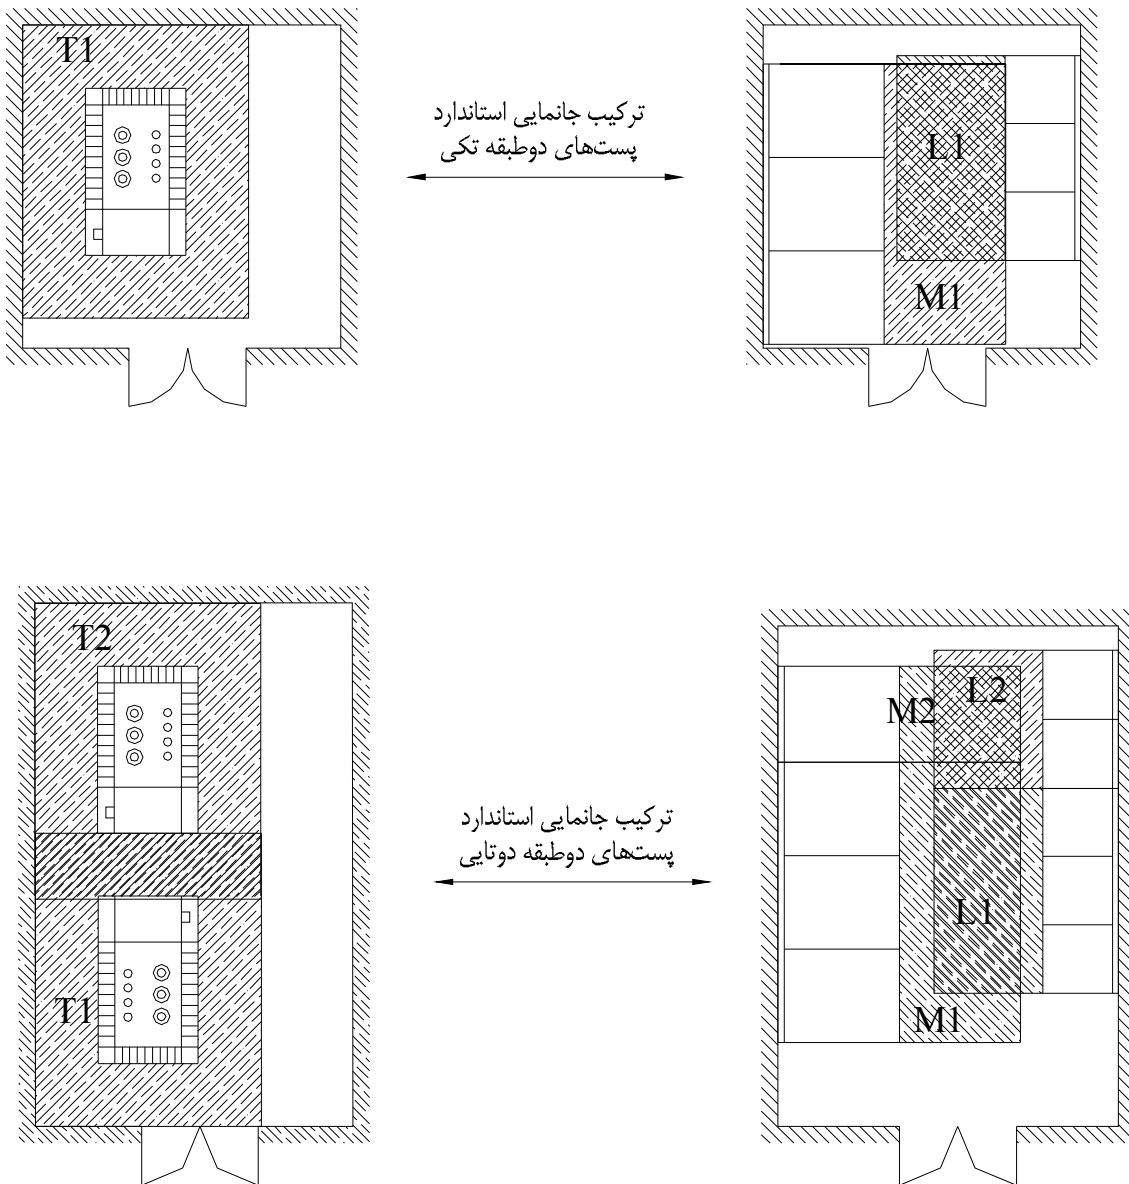 T1
ترکیب جانمایی استاندارد
پست‌های دوطبقه تکی
L1
M1
T2
T1
ترکیب جانمایی استاندارد
پست‌های دوطبقه دوتایی
L2
M2
L1
M1